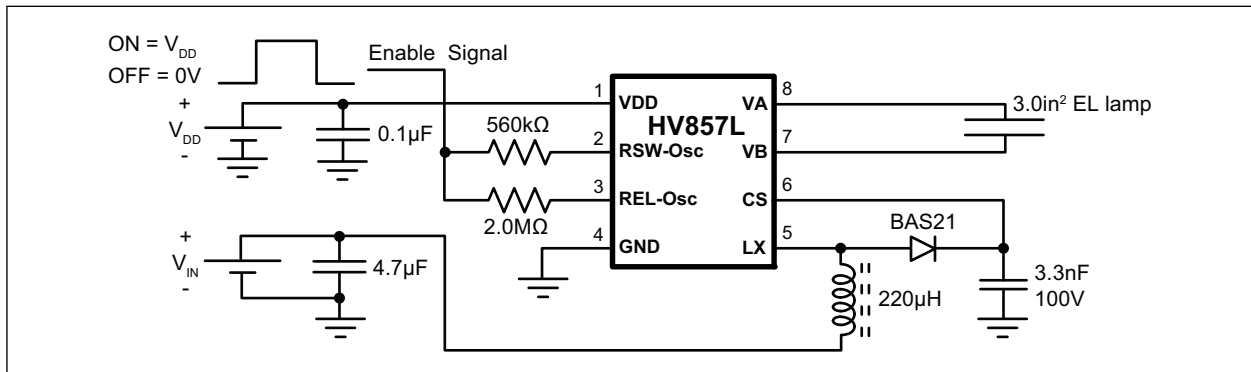 ON = VDD
OFF = 0V
Enable Signal
+
VDD
-
0.1µF
560kΩ
2.0MΩ
1
VDD
2
RSW-Osc
3
REL-Osc
4
GND
HV857L
VA
8
VB
7
CS
6
LX
5
3.0in² EL lamp
BAS21
+
VIN
-
4.7µF
220µH
3.3nF
100V